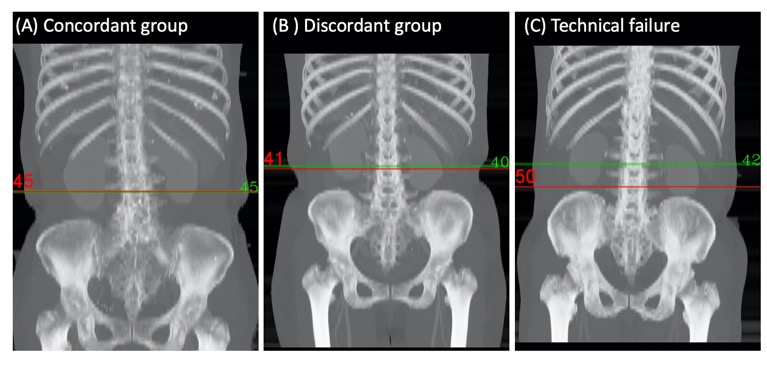 (A) Concordant group
(B ) Discordant group
(C) Technical failure
45
45
41
40
42
50